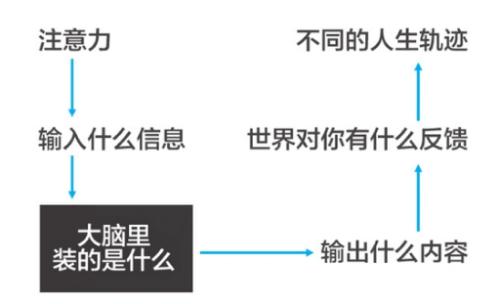 注意力
不同的人生轨迹
输入什么信息
世界对你有什么反馈
大脑里
装的是什么
输出什么内容